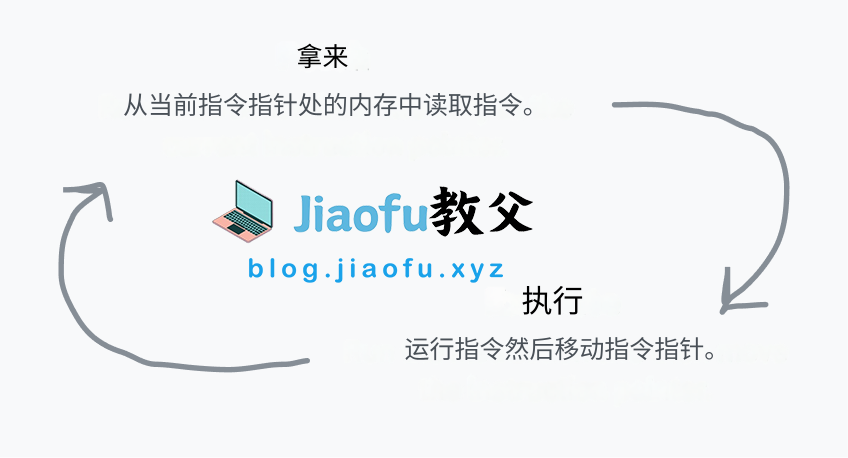 拿来
从当前指令指针处的内存中读取指令。
Jiaofu教父
blog.jiaofu.xyz
执行
运行指令然后移动指令指针。